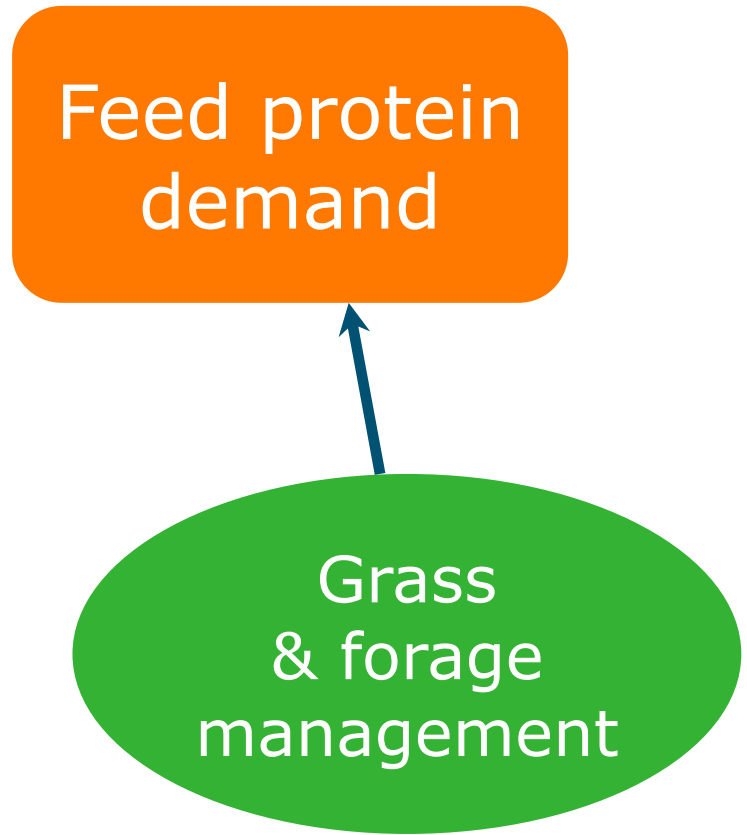 Feed protein
demand
Grass
& forage
management